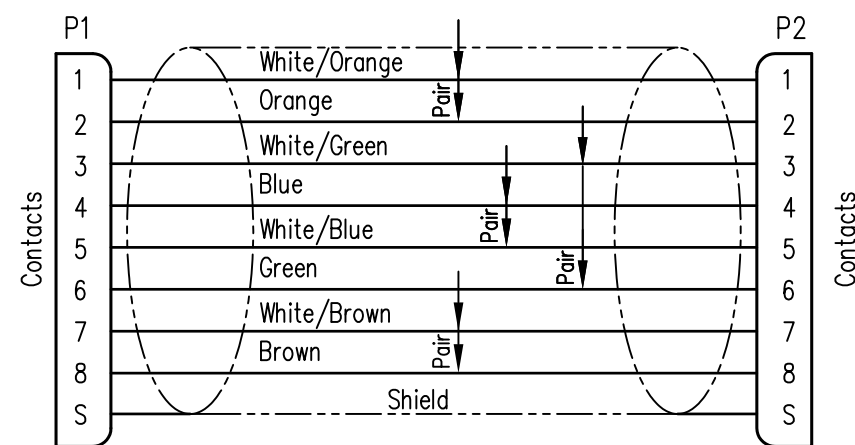 P1
P2
White/Orange
1
1
Orange
Pair
2
2
White/Green
3
3
Blue
4
4
White/Blue
Pair
5
5
Green
Pair
6
6
White/Brown
7
7
Brown
Pair
8
8
Shield
S
S
Contacts
Contacts